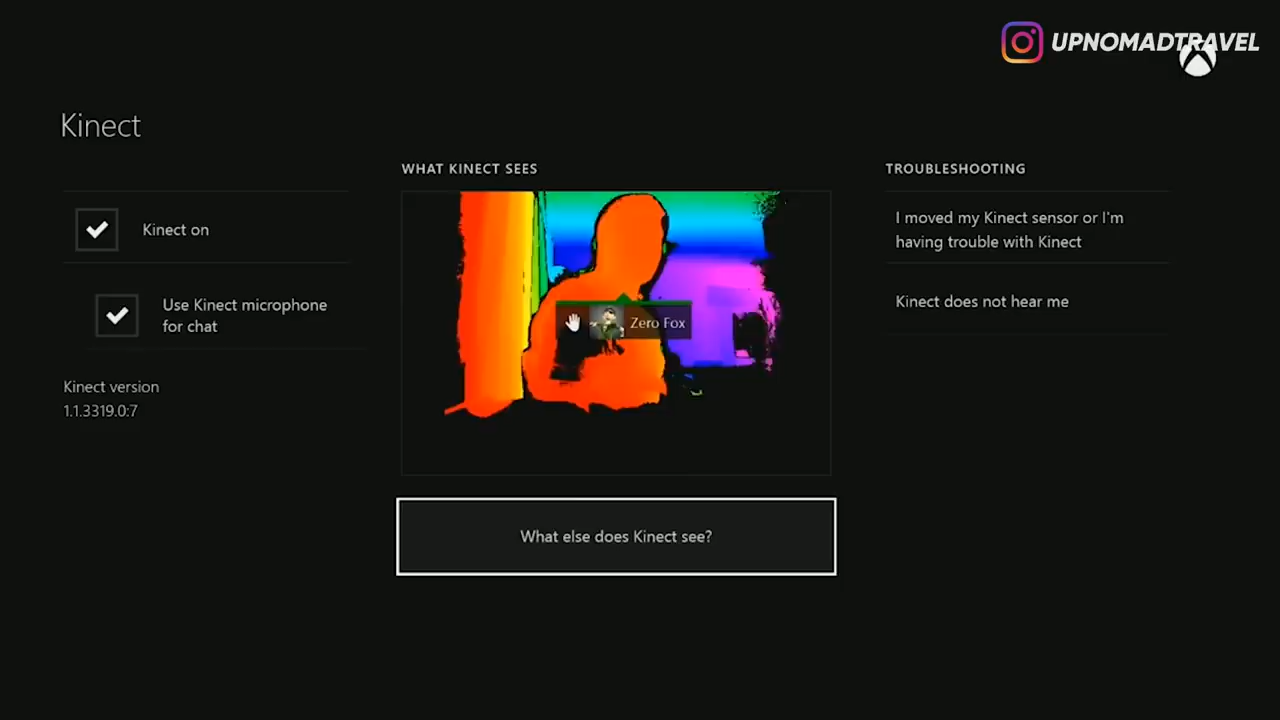 UPNOMADTRAVEL
Kinect
WHAT KINECT SEES
TROUBLESHOOTING
Kinect on
Use Kinect microphone
for chat
Kinect version
1.1.3319.0:7
Zero Fox
What else does Kinect see?
I moved my Kinect sensor or I'm
having trouble with Kinect
Kinect does not hear me